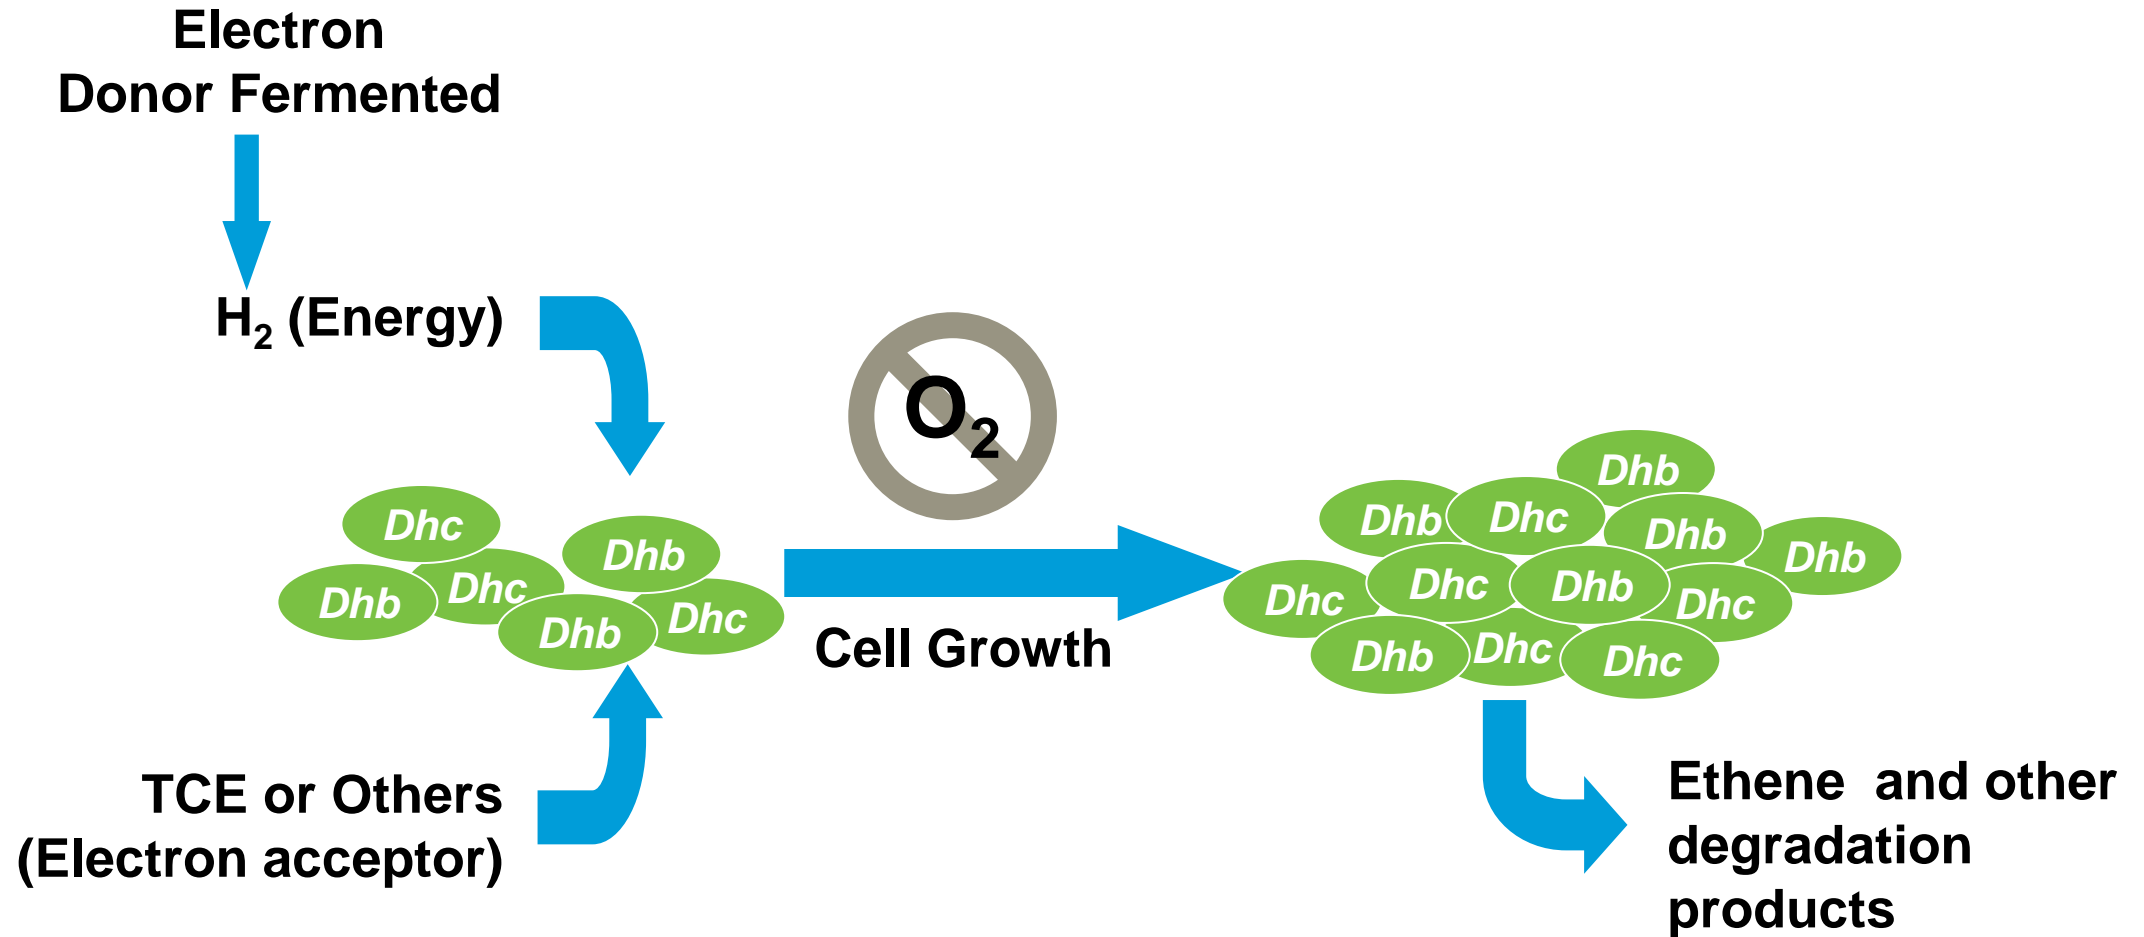 Electron
Donor Fermented
H₂ (Energy)
O₂
Dhc
Dhb
Dhb
Dhc
Dhb
Dhc
Cell Growth
Dhb
Dhb
Dhc
Dhb
Dhb
Dhc
Dhc
Dhb
Dhc
Dhb
Dhc
Dhc
TCE or Others
(Electron acceptor)
Ethene and other
degradation
products